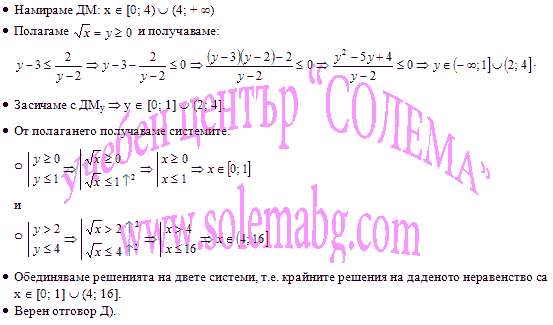 • Намираме ДМ: x ∈ [0; 4) ∪ (4; + ∞)
• Полагаме √x = y ≥ 0 и получаваме:
y − 3 ≤ 2/(y − 2) ⇒ y − 3 − 2/(y − 2) ≤ 0 ⇒ ((y − 3)(y − 2) − 2)/(y − 2) ≤ 0 ⇒ (y² − 5y + 4)/(y − 2) ≤ 0 ⇒ y ∈ (− ∞; 1] ∪ (2; 4].
• Засичаме с ДМy ⇒ y ∈ [0; 1] ∪ (2; 4].
• От полагането получаваме системите:
○ | y ≥ 0 ⇒ | √x ≥ 0 ⇒ | x ≥ 0 ⇒ x ∈ [0; 1]
| y ≤ 1 | √x ≤ 1 ↑² | x ≤ 1
и
○ | y > 2 ⇒ | √x > 2 ↑² ⇒ | x > 4 ⇒ x ∈ (4; 16]
| y ≤ 4 | √x ≤ 4 ↑² | x ≤ 16
• Обединяваме решенията на двете системи, т.е. крайните решения на даденото неравенство са
x ∈ [0; 1] ∪ (4; 16].
• Верен отговор Д).
учебен център "СОЛЕМА"
www.solemabg.com